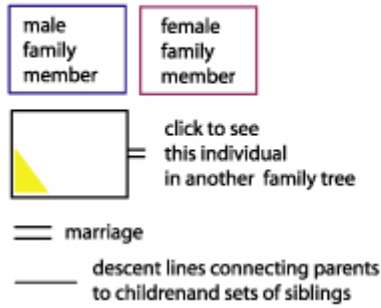 male
family
member
female
family
member
click to see
this individual
in another family tree
marriage
descent lines connecting parents
to childrenand sets of siblings